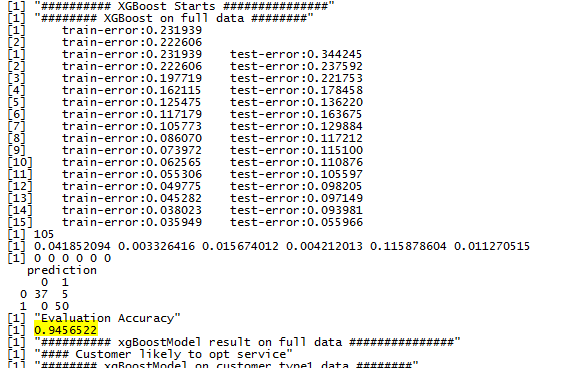 [1] "########## XGBoost Starts ###############"
[1] "######## XGBoost on full data ########"
[1] train-error:0.231939
[2] train-error:0.222606
[1] train-error:0.231939 test-error:0.344245
[2] train-error:0.222606 test-error:0.237592
[3] train-error:0.197719 test-error:0.221753
[4] train-error:0.162115 test-error:0.178458
[5] train-error:0.125475 test-error:0.136220
[6] train-error:0.117179 test-error:0.163675
[7] train-error:0.105773 test-error:0.129884
[8] train-error:0.086070 test-error:0.117212
[9] train-error:0.073972 test-error:0.115100
[10] train-error:0.062565 test-error:0.110876
[11] train-error:0.055306 test-error:0.105597
[12] train-error:0.049775 test-error:0.098205
[13] train-error:0.045282 test-error:0.097149
[14] train-error:0.038023 test-error:0.093981
[15] train-error:0.035949 test-error:0.055966
[1] 105
[1] 0.041852094 0.003326416 0.015674012 0.004212013 0.115878604 0.011270515
[1] 0 0 0 0 0 0
prediction
0 1
0 37 5
1 0 50
[1] "Evaluation Accuracy"
[1] 0.9456522
[1] "########## xgBoostModel result on full data ###############"
[1] "#### Customer likely to opt service"
[1] "######## xgBoostModel on customer type1 data ########"